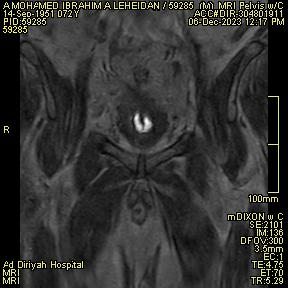 A MOHAMED IBRAHIM A LEHEIDAN / 59285 (M) MRI Pelvis w/C
14-Sep-1951 072Y ACC#DIR-304801911
PID:59285 06-Dec-2023 12:17 PM
59285
R
100mm
mDIXON w C
SE:2101
IM:136
DFOV:300
3.5mm
Ad Diriyah Hospital EC:1
MRI TE:4.75
MRI ET:70
TR:5.29